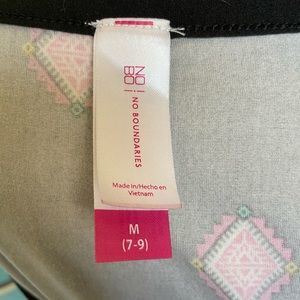 NO
BO
NO BOUNDARIES
Made in/Hecho en
Vietnam
M
(7-9)